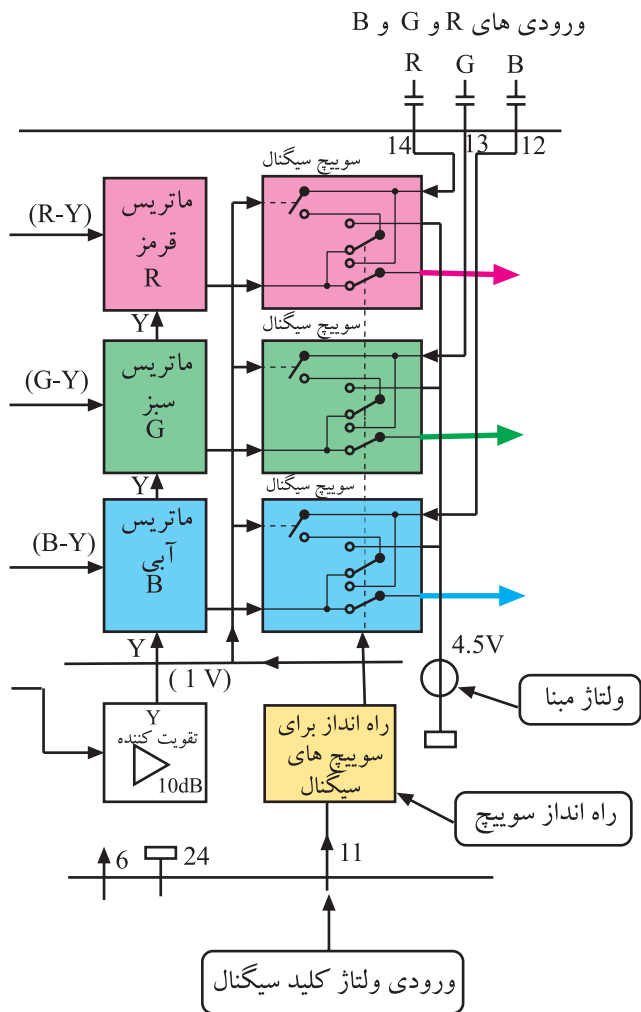 ورودی های R و G و B
R G B
14 13 12
سوییچ سیگنال
(R-Y)
ماتریس
قرمز
R
Y
سوییچ سیگنال
(G-Y)
ماتریس
سبز
G
Y
سوییچ سیگنال
(B-Y)
ماتریس
آبی
B
Y
( 1 V)
4.5V
ولتاژ مبنا
Y
تقویت کننده
10dB
راه انداز برای
سوییچ های
سیگنال
راه انداز سوییچ
6 24 11
ورودی ولتاژ کلید سیگنال